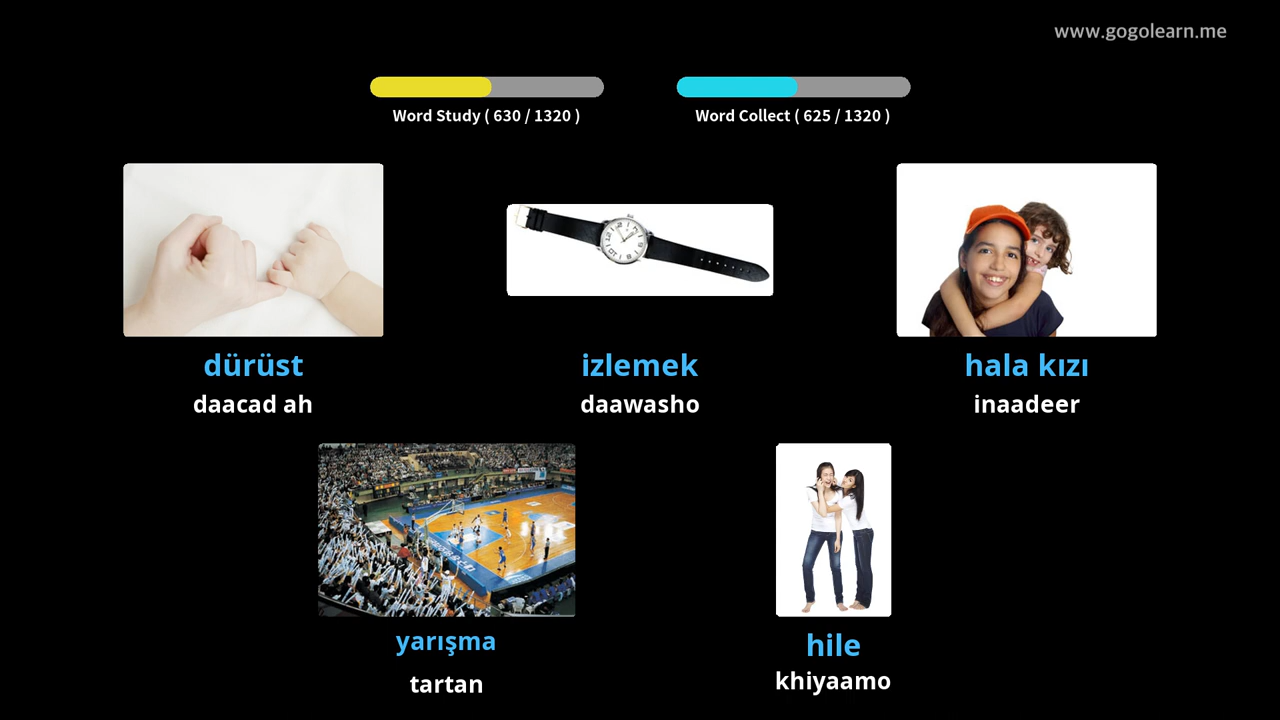 www.gogolearn.me
Word Study ( 630 / 1320 )
Word Collect ( 625 / 1320 )
dürüst
daacad ah
izlemek
daawasho
hala kızı
inaadeer
yarışma
tartan
hile
khiyaamo